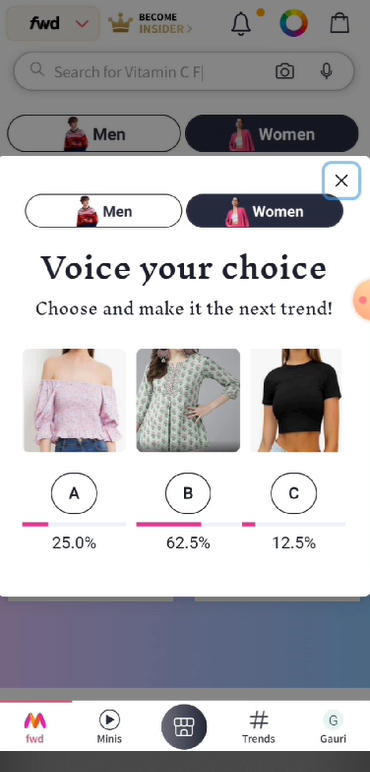 fwd
BECOME
INSIDER >
Search for Vitamin C F
Men
Women
Men
Women
Voice your choice
Choose and make it the next trend!
A
B
C
25.0%
62.5%
12.5%
fwd
Minis
#
Trends
G
Gauri